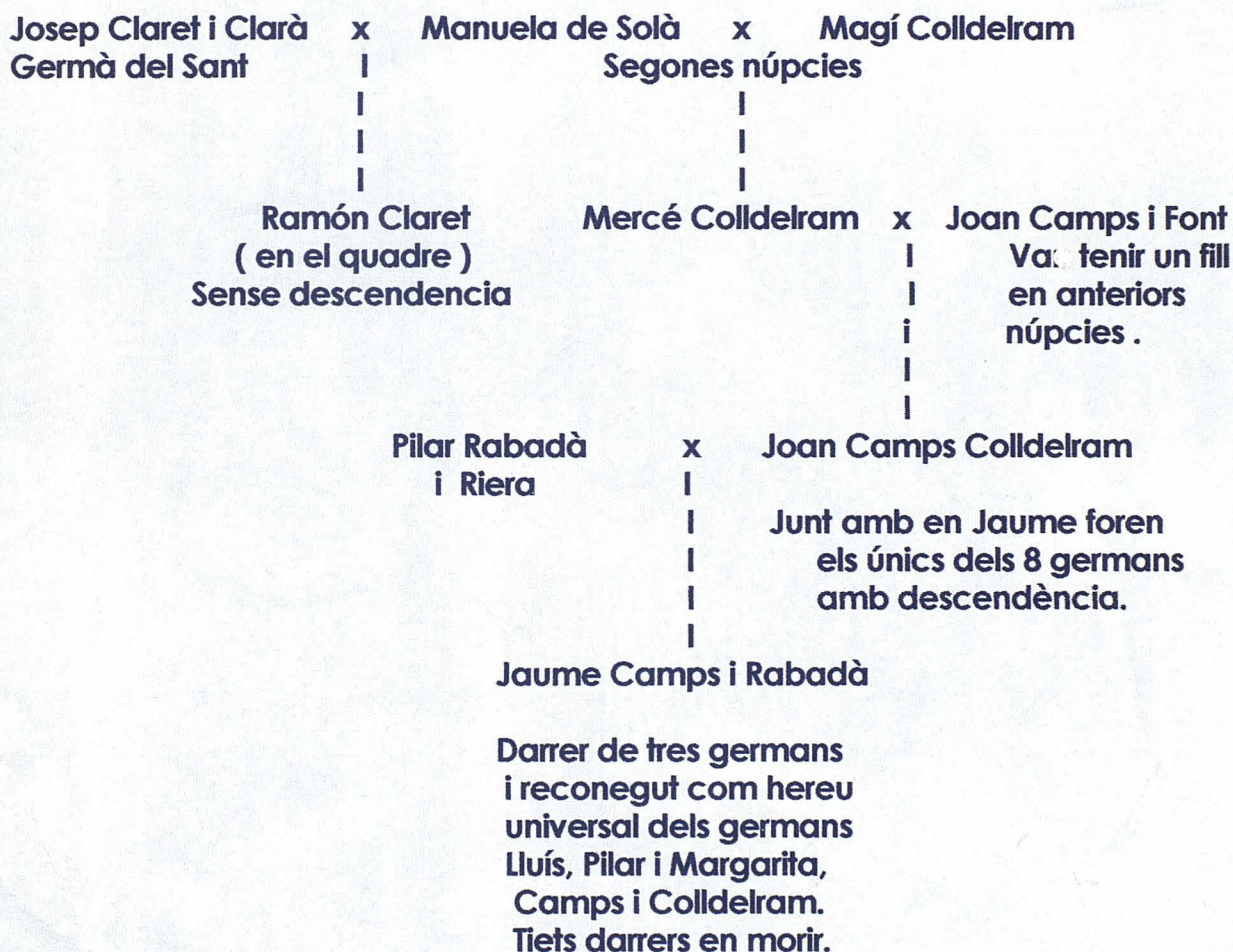 Josep Claret i Clarà x Manuela de Solà x Magí Colldelram
Germà del Sant Segones núpcies
Ramón Claret Mercé Colldelram x Joan Camps i Font
( en el quadre ) Va tenir un fill
Sense descendencia en anteriors
núpcies .
Pilar Rabadà x Joan Camps Colldelram
i Riera
Junt amb en Jaume foren
els únics dels 8 germans
amb descendència.
Jaume Camps i Rabadà
Darrer de tres germans
i reconegut com hereu
universal dels germans
Lluís, Pilar i Margarita,
Camps i Colldelram.
Tiets darrers en morir.